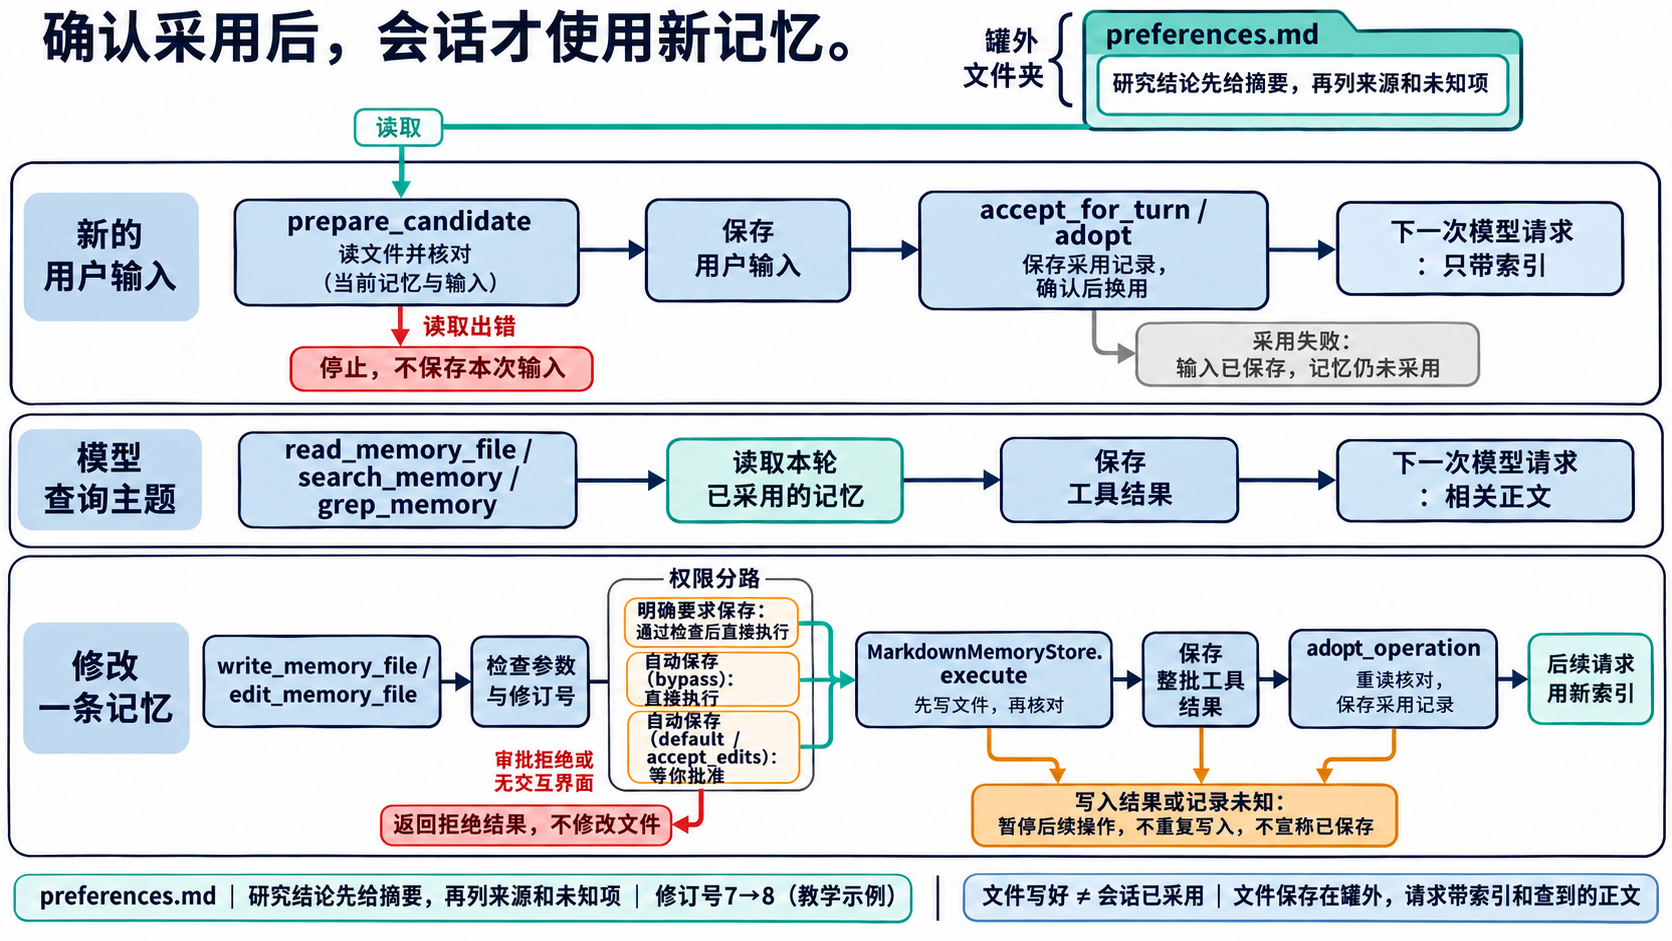 确认采用后，会话才使用新记忆。
罐外
文件夹
preferences.md
研究结论先给摘要，再列来源和未知项
读取
新的
用户输入
prepare_candidate
读文件并核对
（当前记忆与输入）
保存
用户输入
accept_for_turn /
adopt
保存采用记录，
确认后换用
下一次模型请求
：只带索引
读取出错
停止，不保存本次输入
采用失败：
输入已保存，记忆仍未采用
模型
查询主题
read_memory_file /
search_memory /
grep_memory
读取本轮
已采用的记忆
保存
工具结果
下一次模型请求
：相关正文
修改
一条记忆
write_memory_file /
edit_memory_file
检查参数
与修订号
权限分路
明确要求保存：
通过检查后直接执行
自动保存
（bypass）：
直接执行
自动保存
（default /
accept_edits）：
等你批准
审批拒绝或
无交互界面
返回拒绝结果，不修改文件
MarkdownMemoryStore.
execute
先写文件，再核对
保存
整批工具
结果
adopt_operation
重读核对，
保存采用记录
后续请求
用新索引
写入结果或记录未知：
暂停后续操作，不重复写入，不宣称已保存
preferences.md | 研究结论先给摘要，再列来源和未知项 | 修订号7→8（教学示例）
文件写好 ≠ 会话已采用 | 文件保存在罐外，请求带索引和查到的正文